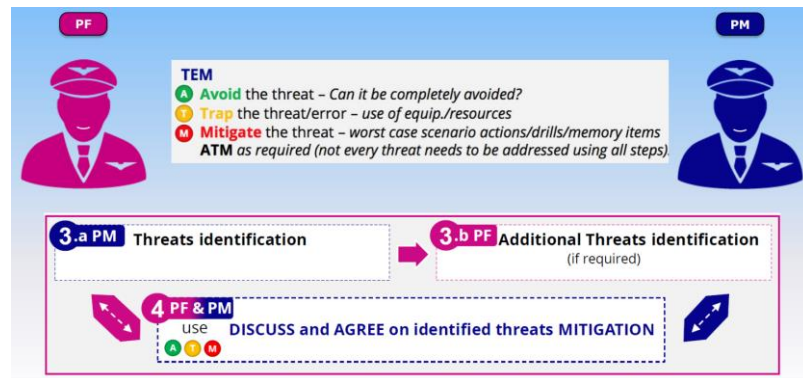 PF
PM
TEM
A Avoid the threat – Can it be completely avoided?
T Trap the threat/error – use of equip./resources
M Mitigate the threat – worst case scenario actions/drills/memory items
ATM as required (not every threat needs to be addressed using all steps)
3.a PM Threats identification
3.b PF Additional Threats identification
(if required)
4 PF & PM
use DISCUSS and AGREE on identified threats MITIGATION
A T M